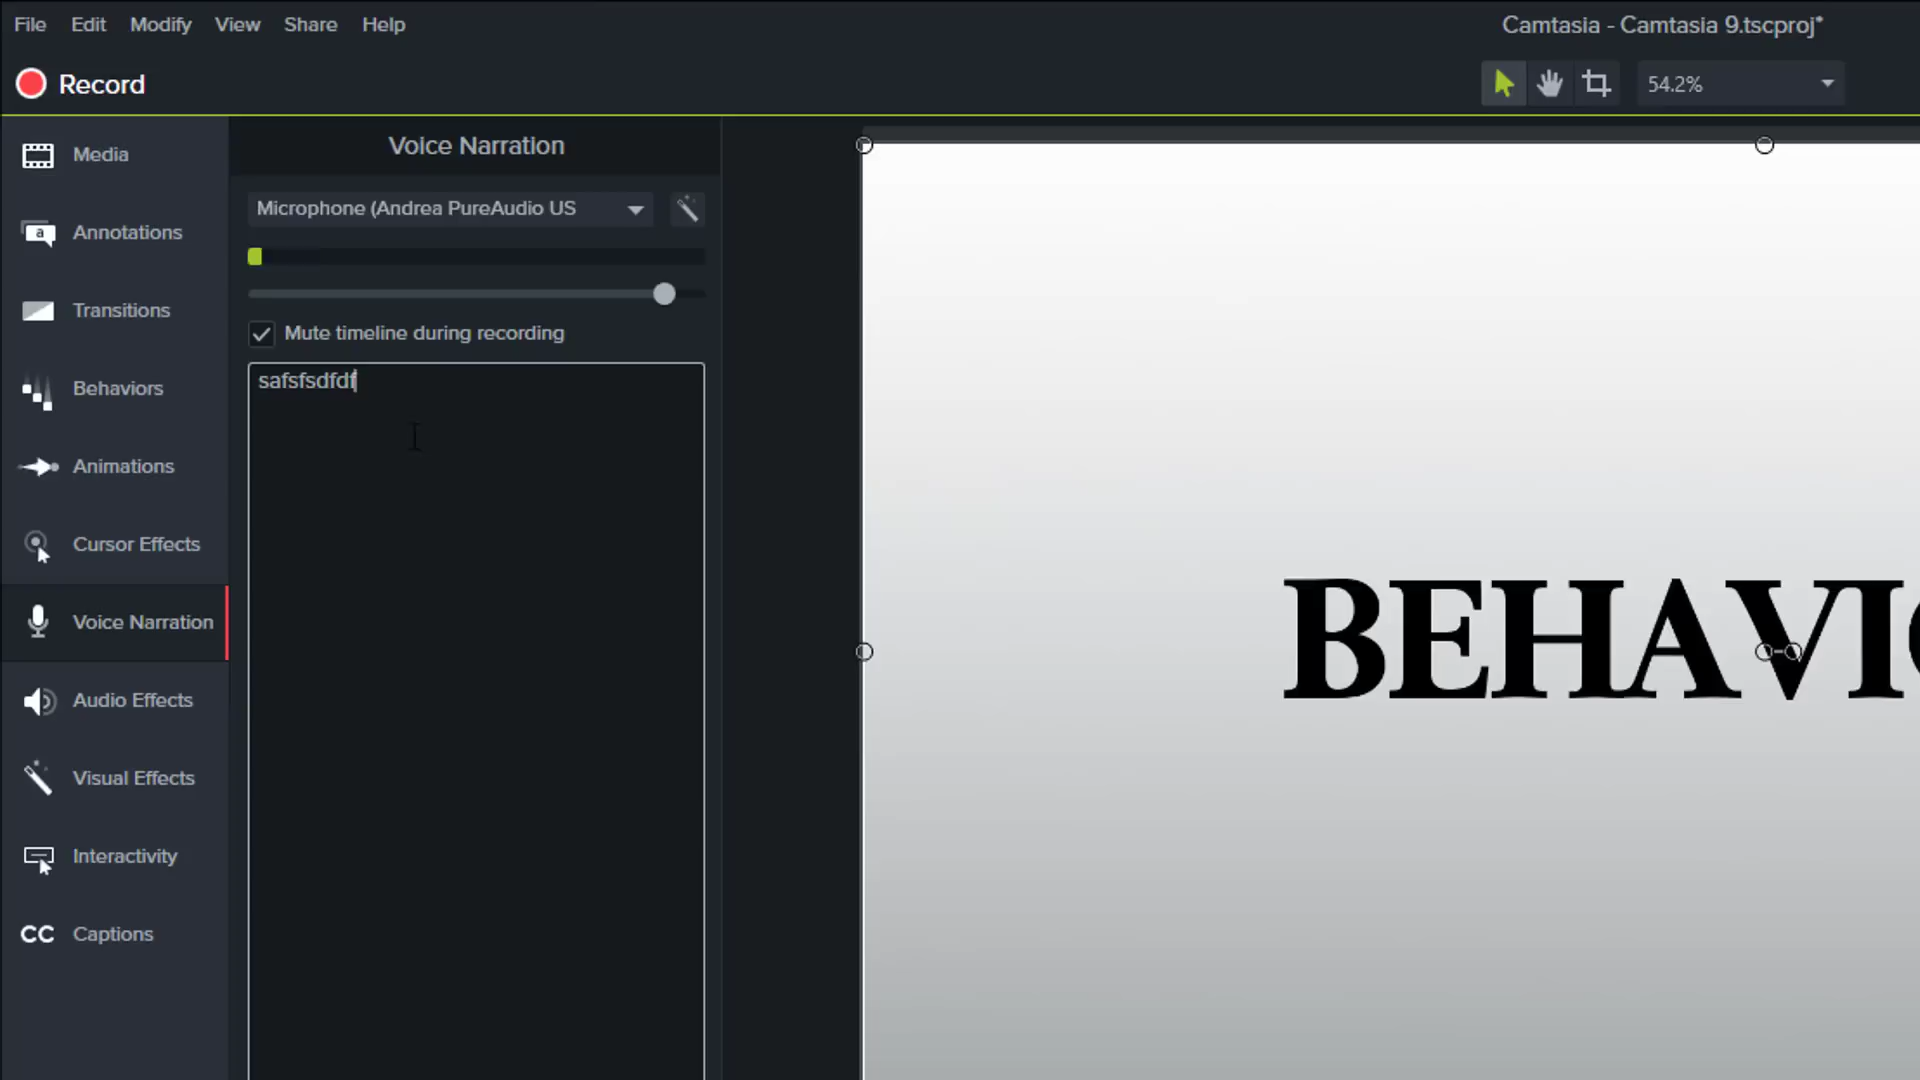 File Edit Modify View Share Help
Camtasia - Camtasia 9.tscproj*
Record
54.2%
Media
Annotations
Transitions
Behaviors
Animations
Cursor Effects
Voice Narration
Audio Effects
Visual Effects
Interactivity
CC Captions
Voice Narration
Microphone (Andrea PureAudio US
Mute timeline during recording
safsfsdfdf
BEHAVI